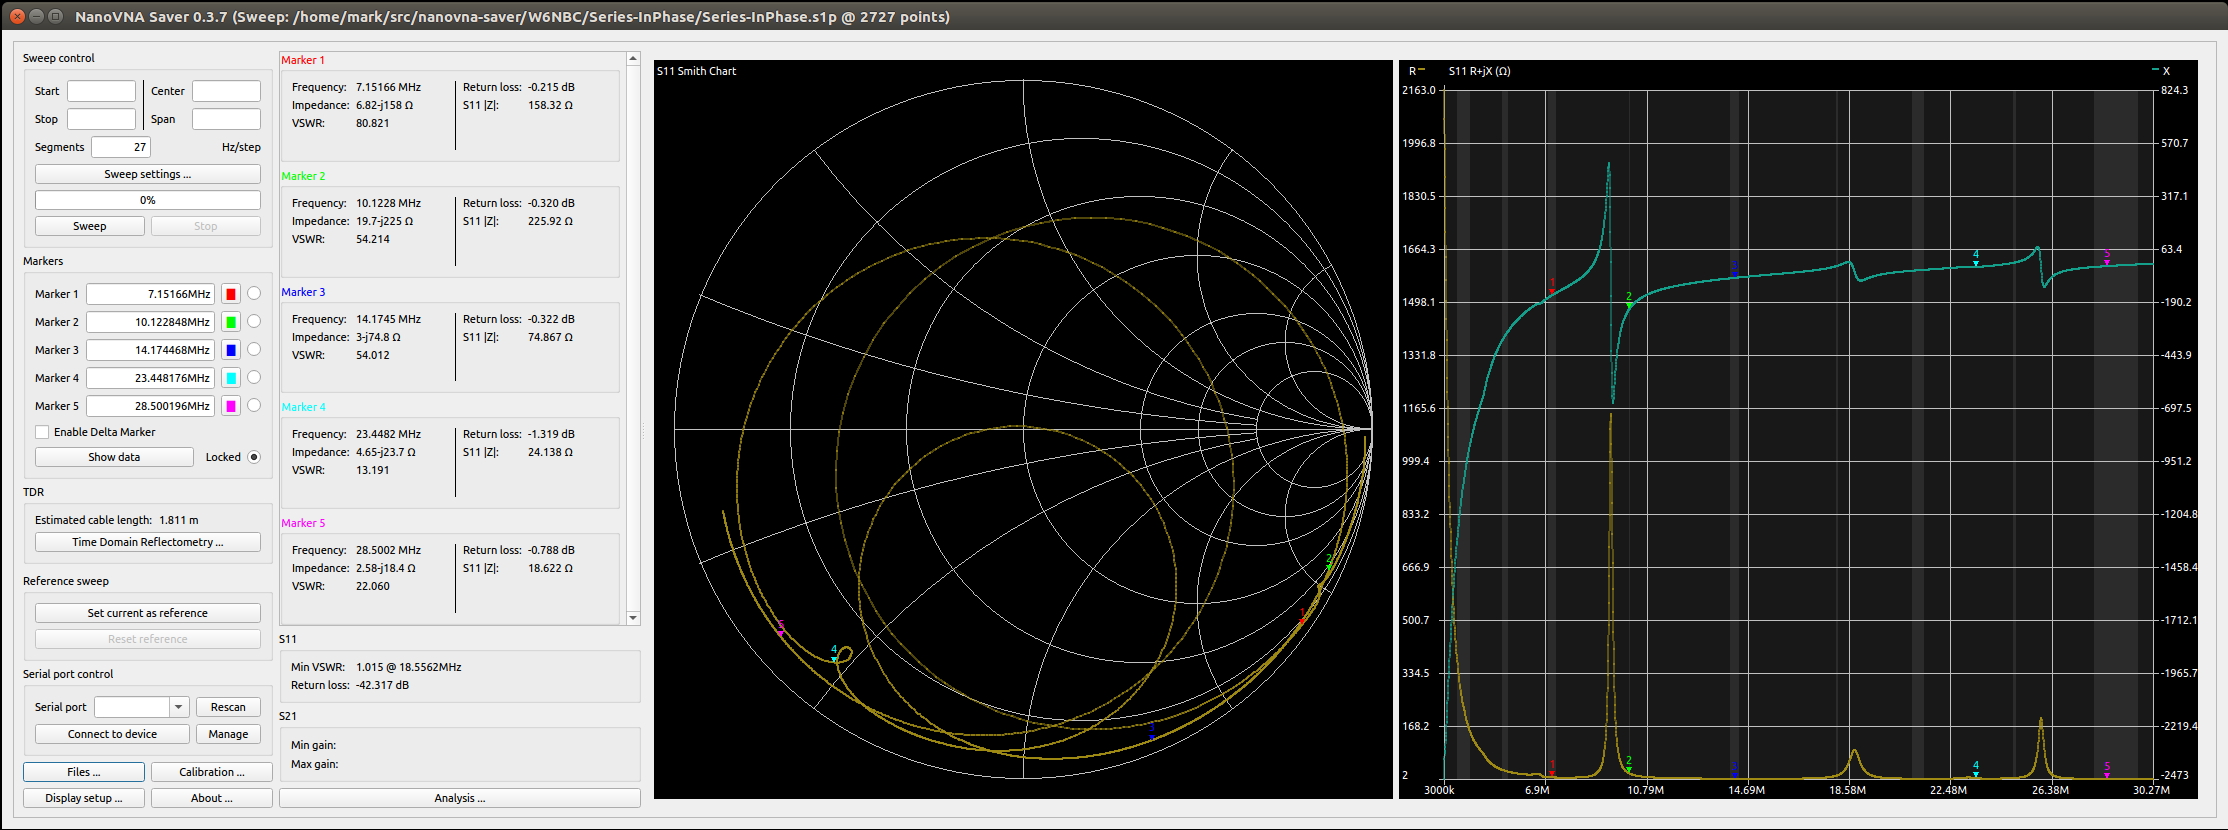 NanoVNA Saver 0.3.7 (Sweep: /home/mark/src/nanovna-saver/W6NBC/Series-InPhase/Series-InPhase.s1p @ 2727 points)
Sweep control
Start Center
Stop Span
Segments 27 Hz/step
Sweep settings ...
0%
Sweep Stop
Markers
Marker 1 7.15166MHz
Marker 2 10.122848MHz
Marker 3 14.174468MHz
Marker 4 23.448176MHz
Marker 5 28.500196MHz
Enable Delta Marker
Show data Locked
TDR
Estimated cable length: 1.811 m
Time Domain Reflectometry ...
Reference sweep
Set current as reference
Reset reference
Serial port control
Serial port Rescan
Connect to device Manage
Files ... Calibration ...
Display setup ... About ...
Marker 1
Frequency: 7.15166 MHz Return loss: -0.215 dB
Impedance: 6.82-j158 Ω S11 |Z|: 158.32 Ω
VSWR: 80.821
Marker 2
Frequency: 10.1228 MHz Return loss: -0.320 dB
Impedance: 19.7-j225 Ω S11 |Z|: 225.92 Ω
VSWR: 54.214
Marker 3
Frequency: 14.1745 MHz Return loss: -0.322 dB
Impedance: 3-j74.8 Ω S11 |Z|: 74.867 Ω
VSWR: 54.012
Marker 4
Frequency: 23.4482 MHz Return loss: -1.319 dB
Impedance: 4.65-j23.7 Ω S11 |Z|: 24.138 Ω
VSWR: 13.191
Marker 5
Frequency: 28.5002 MHz Return loss: -0.788 dB
Impedance: 2.58-j18.4 Ω S11 |Z|: 18.622 Ω
VSWR: 22.060
S11
Min VSWR: 1.015 @ 18.5562MHz
Return loss: -42.317 dB
S21
Min gain:
Max gain:
Analysis ...
S11 Smith Chart
2
1
5
4
3
R S11 R+jX (Ω) X
2163.0 824.3
1996.8 570.7
1830.5 317.1
1664.3 63.4
1498.1 -190.2
1331.8 -443.9
1165.6 -697.5
999.4 -951.2
833.2 -1204.8
666.9 -1458.4
500.7 -1712.1
334.5 -1965.7
168.2 -2219.4
2 -2473
1 2 3 4 5
1 2 3 4 5
3000k 6.9M 10.79M 14.69M 18.58M 22.48M 26.38M 30.27M